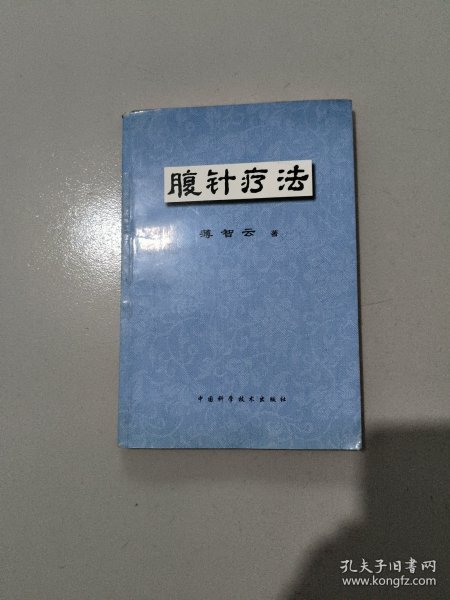 腹针疗法
薄智云 著
中国科学技术出版社
孔夫子旧书网
www.kongfz.com